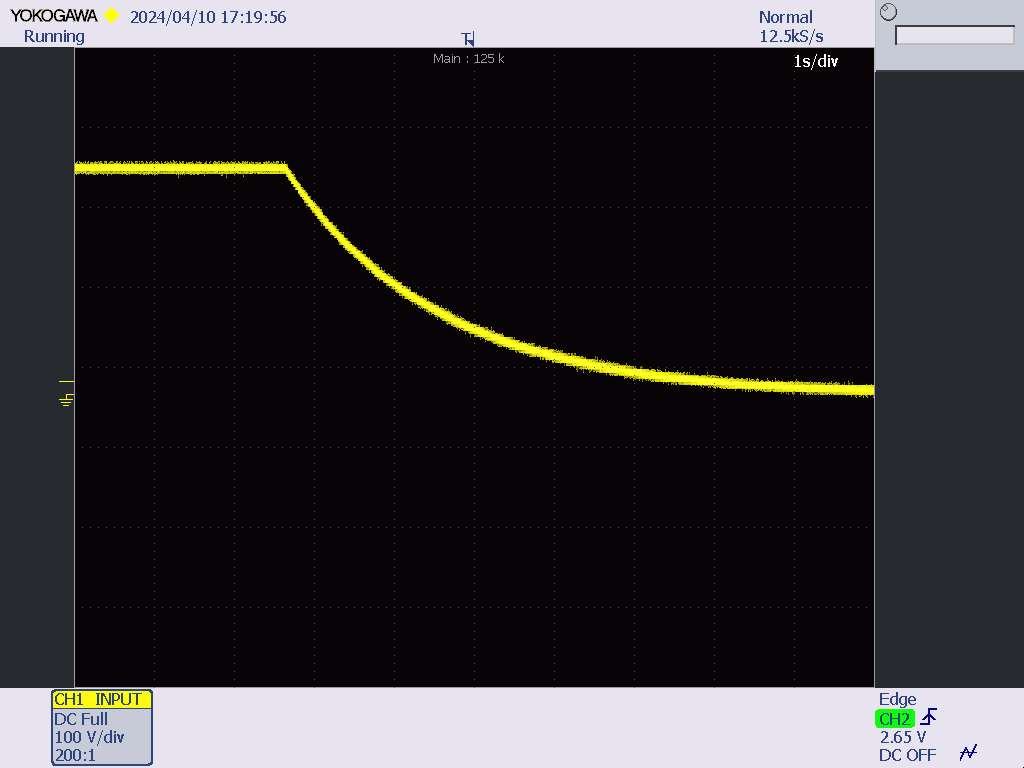 YOKOGAWA 2024/04/10 17:19:56 Normal
Running 12.5kS/s
T
Main : 125 k 1s/div
CH1 INPUT
DC Full
100 V/div
200:1
Edge
CH2
2.65 V
DC OFF